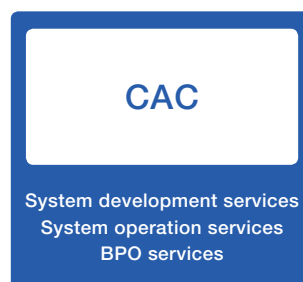 CAC
System development services
System operation services
BPO services